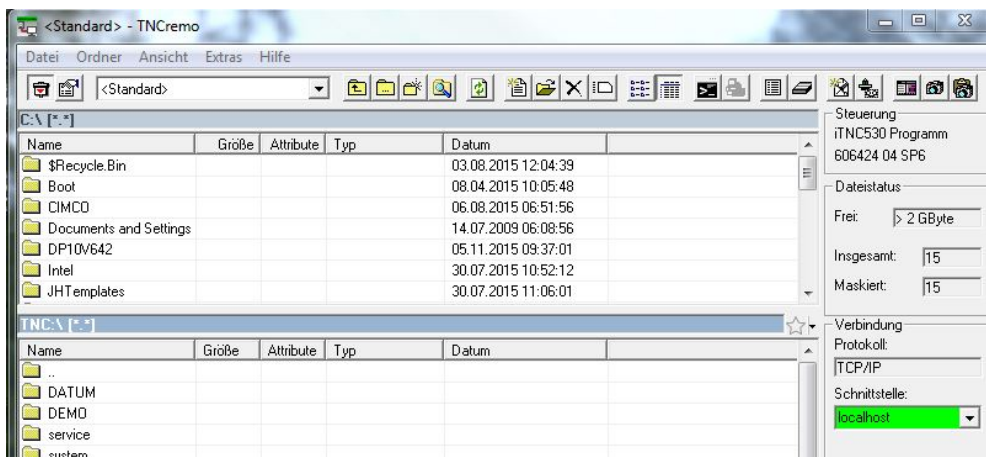 <Standard> - TNCremo
Datei Ordner Ansicht Extras Hilfe
<Standard>
C:\ [*.*]
Name Größe Attribute Typ Datum
$Recycle.Bin 03.08.2015 12:04:39
Boot 08.04.2015 10:05:48
CIMCO 06.08.2015 06:51:56
Documents and Settings 14.07.2009 06:08:56
DP10V642 05.11.2015 09:37:01
Intel 30.07.2015 10:52:12
JHTemplates 30.07.2015 11:06:01
TNC:\ [*.*]
Name Größe Attribute Typ Datum
..
DATUM
DEMO
service
system
Steuerung
iTNC530 Programm
606424 04 SP6
Dateistatus
Frei: > 2 GByte
Insgesamt: 15
Maskiert: 15
Verbindung
Protokoll:
TCP/IP
Schnittstelle:
localhost